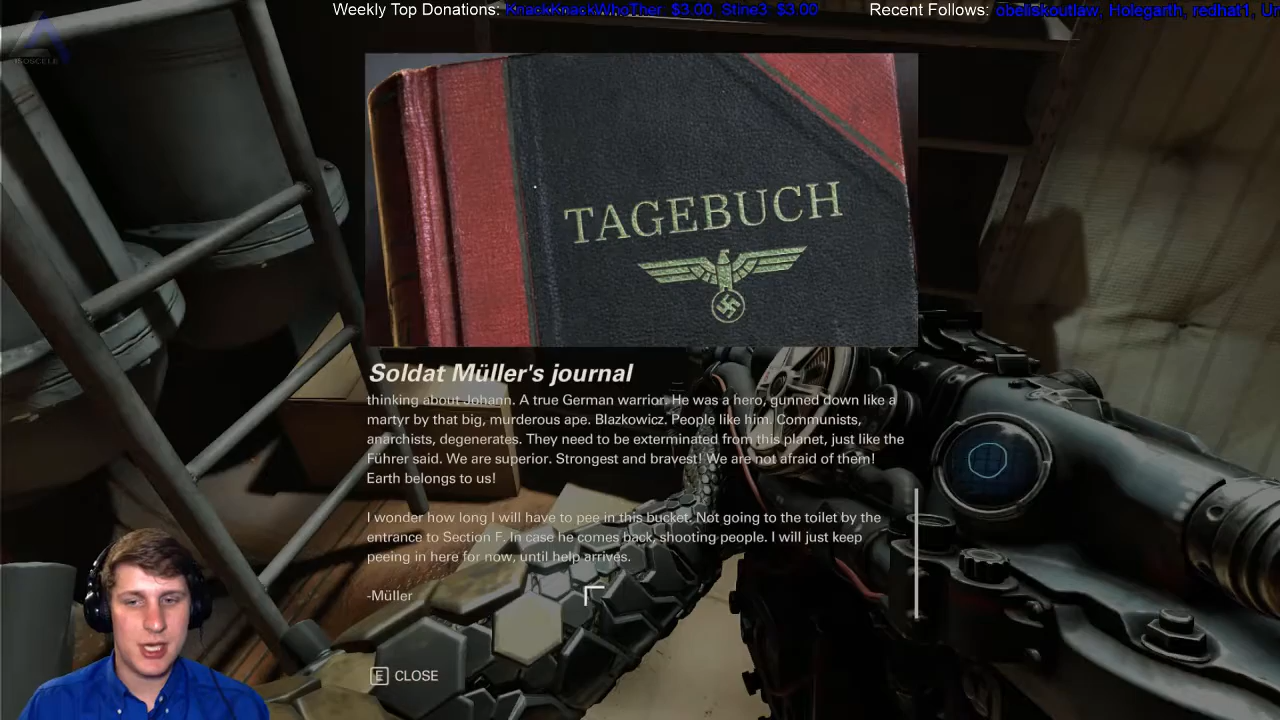 Weekly Top Donations: KnackKnackWhoTher $3.00, Stine3 $3.00 Recent Follows: obeliskoutlaw, Holegarth, redhat1, Ur
TAGEBUCH
Soldat Müller's journal
thinking about Johann. A true German warrior. He was a hero, gunned down like a
martyr by that big, murderous ape. Blazkowicz. People like him. Communists,
anarchists, degenerates. They need to be exterminated from this planet, just like the
Führer said. We are superior. Strongest and bravest! We are not afraid of them!
Earth belongs to us!
I wonder how long I will have to pee in this bucket. Not going to the toilet by the
entrance to Section F. In case he comes back, shooting people. I will just keep
peeing in here for now, until help arrives.
-Müller
E CLOSE